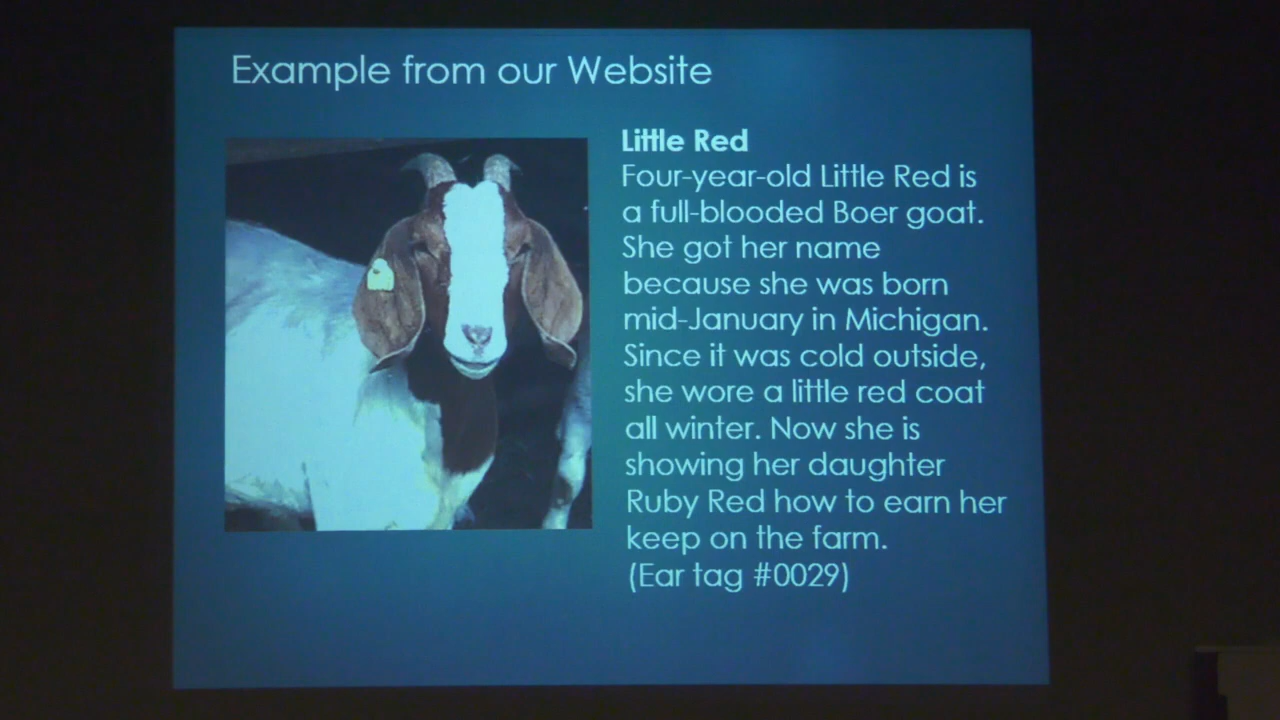 Example from our Website
Little Red
Four-year-old Little Red is
a full-blooded Boer goat.
She got her name
because she was born
mid-January in Michigan.
Since it was cold outside,
she wore a little red coat
all winter. Now she is
showing her daughter
Ruby Red how to earn her
keep on the farm.
(Ear tag #0029)